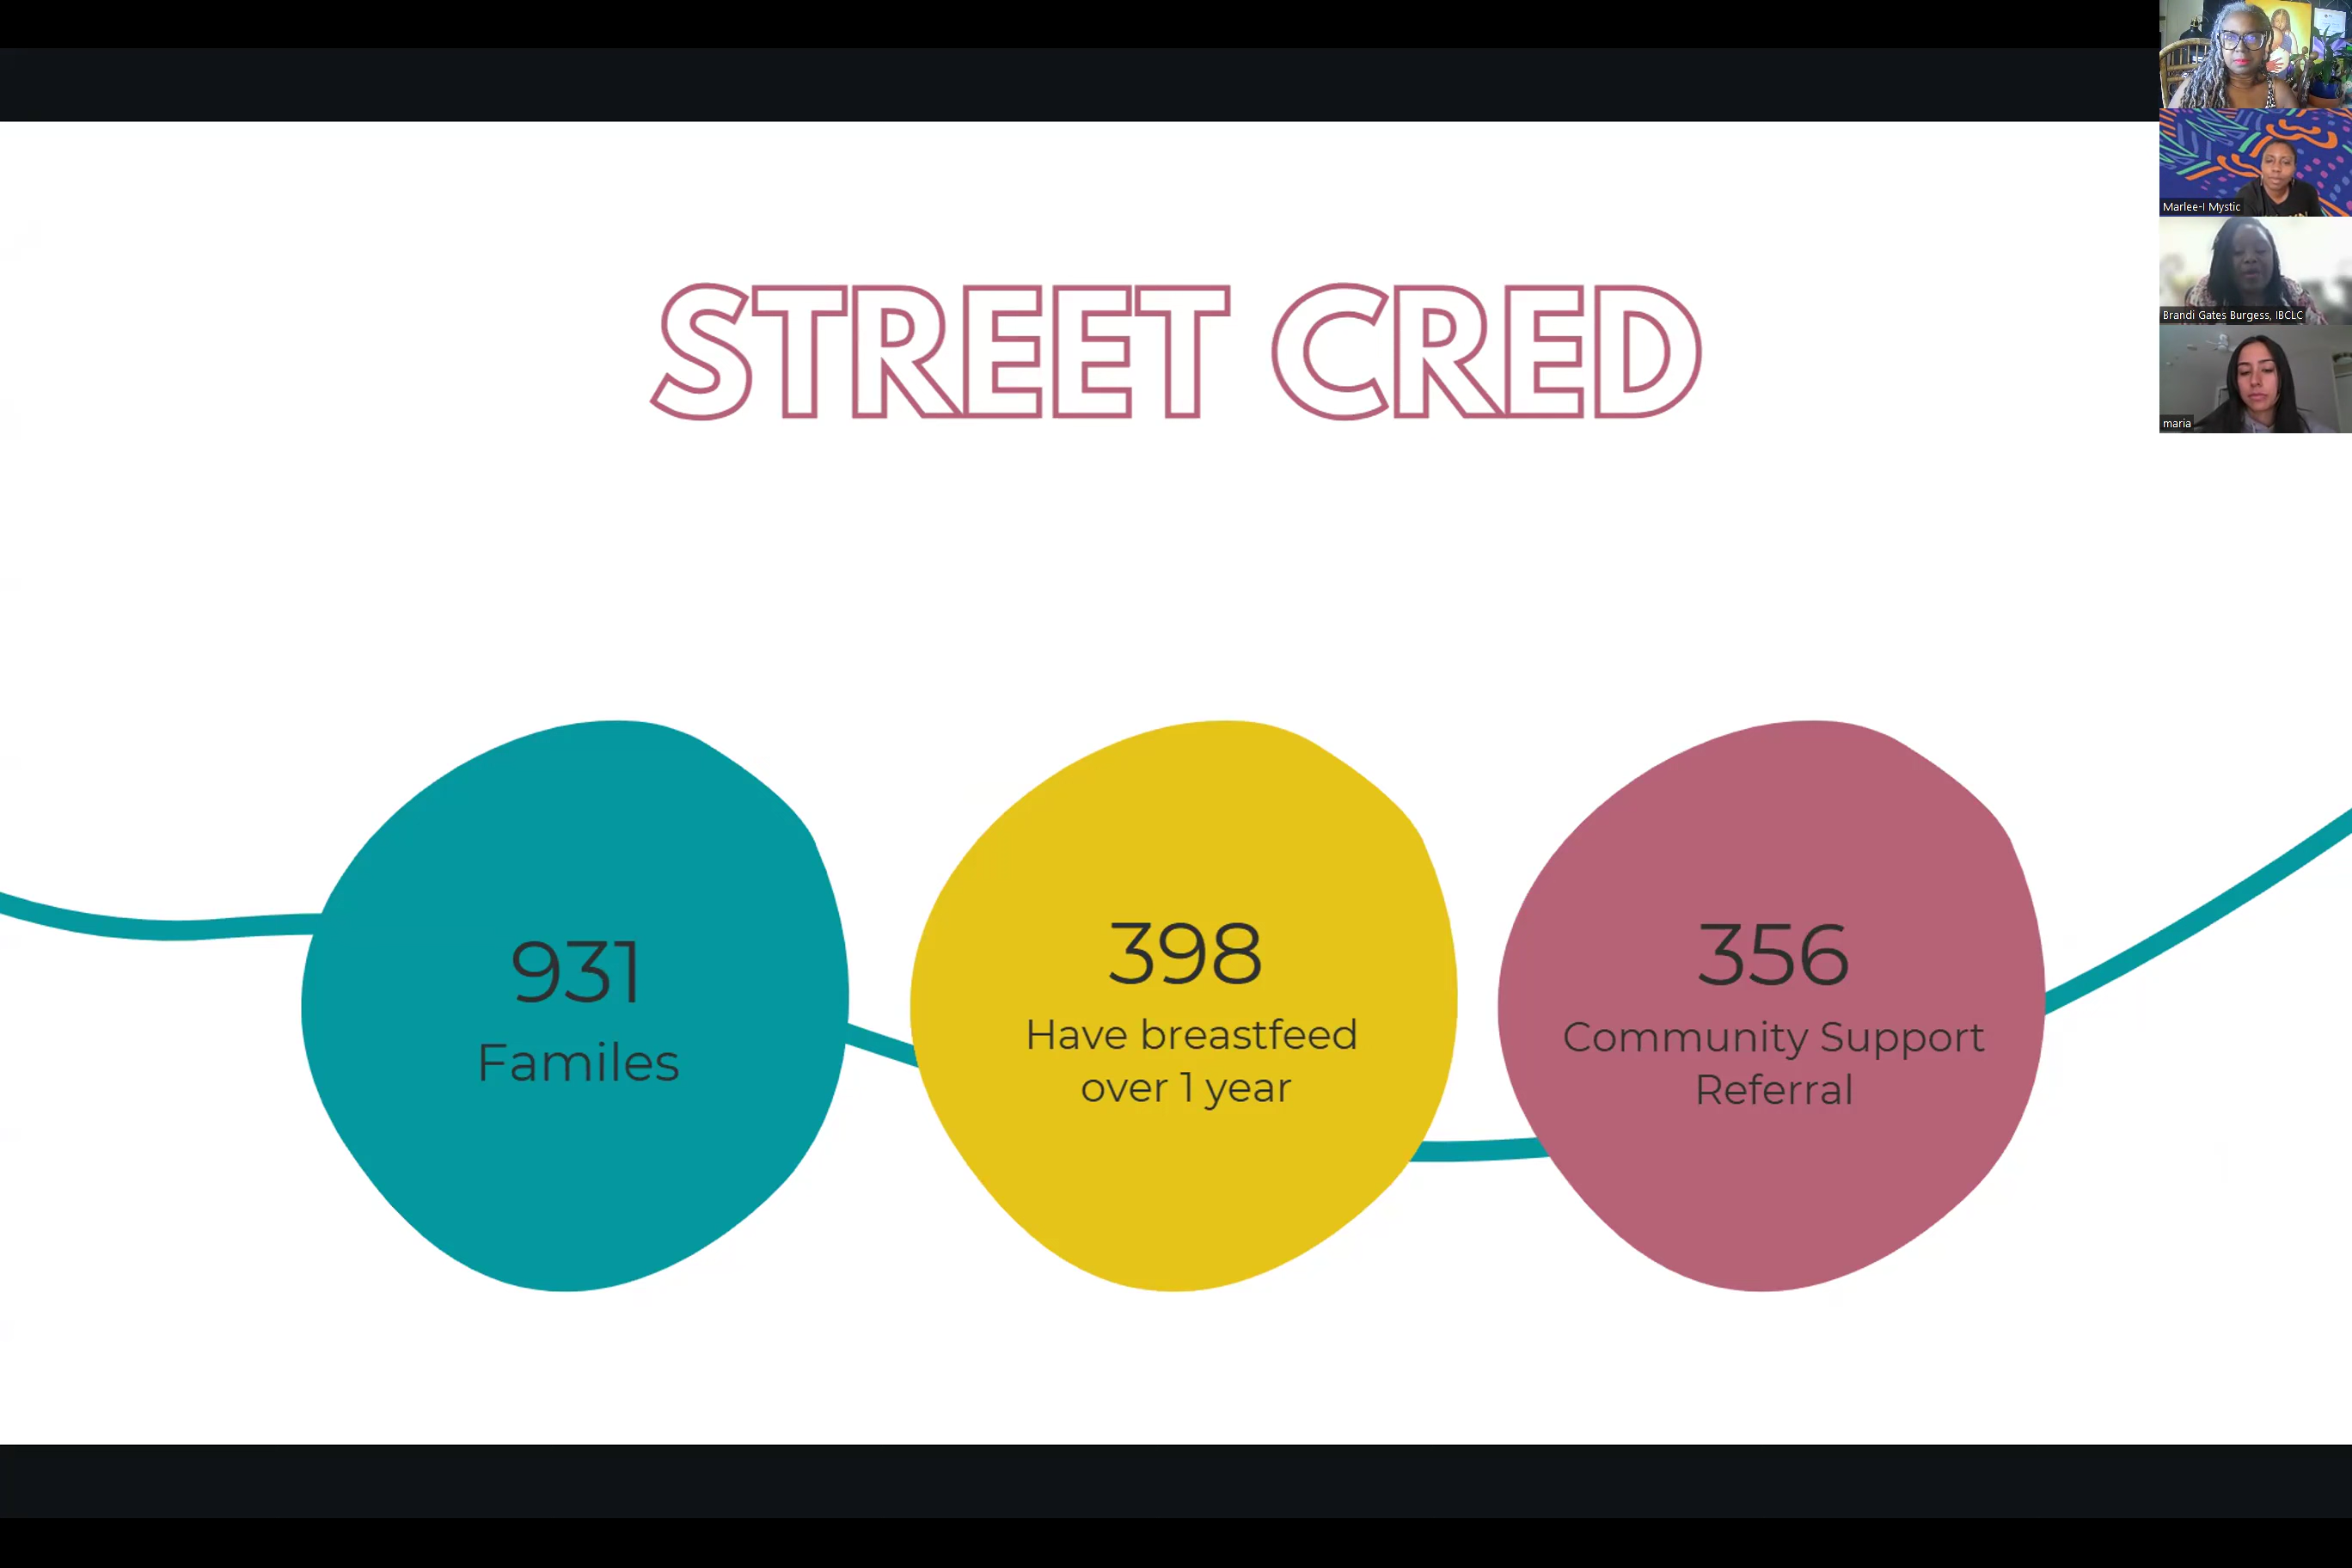 STREET CRED
931
Familes
398
Have breastfeed
over 1 year
356
Community Support
Referral
Marlee-I Mystic
Brandi Gates Burgess, IBCLC
maria